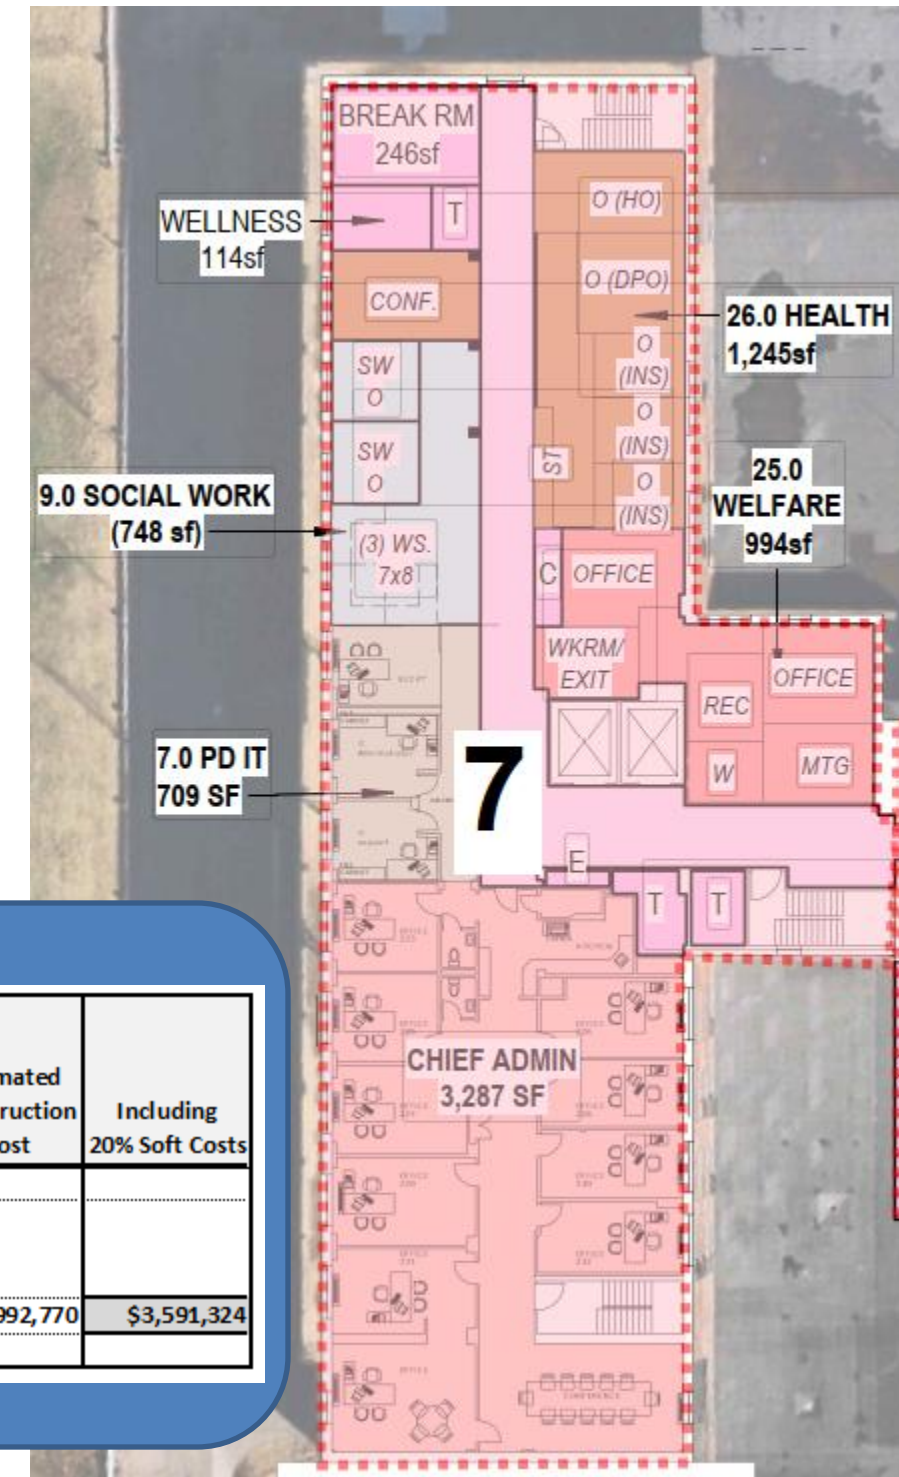 BREAK RM
246sf
WELLNESS
114sf
T
O (HO)
CONF.
O (DPO)
26.0 HEALTH
1,245sf
O
(INS)
SW
O
O
(INS)
SW
O
ST
O
(INS)
25.0
WELFARE
994sf
9.0 SOCIAL WORK
(748 sf)
(3) WS.
7x8
C
OFFICE
WKRM/
EXIT
OFFICE
REC
W
MTG
7.0 PD IT
709 SF
7
E
T
T
CHIEF ADMIN
3,287 SF
mated
ruction
ost
Including
20% Soft Costs
992,770
$3,591,324
CONFERENCE